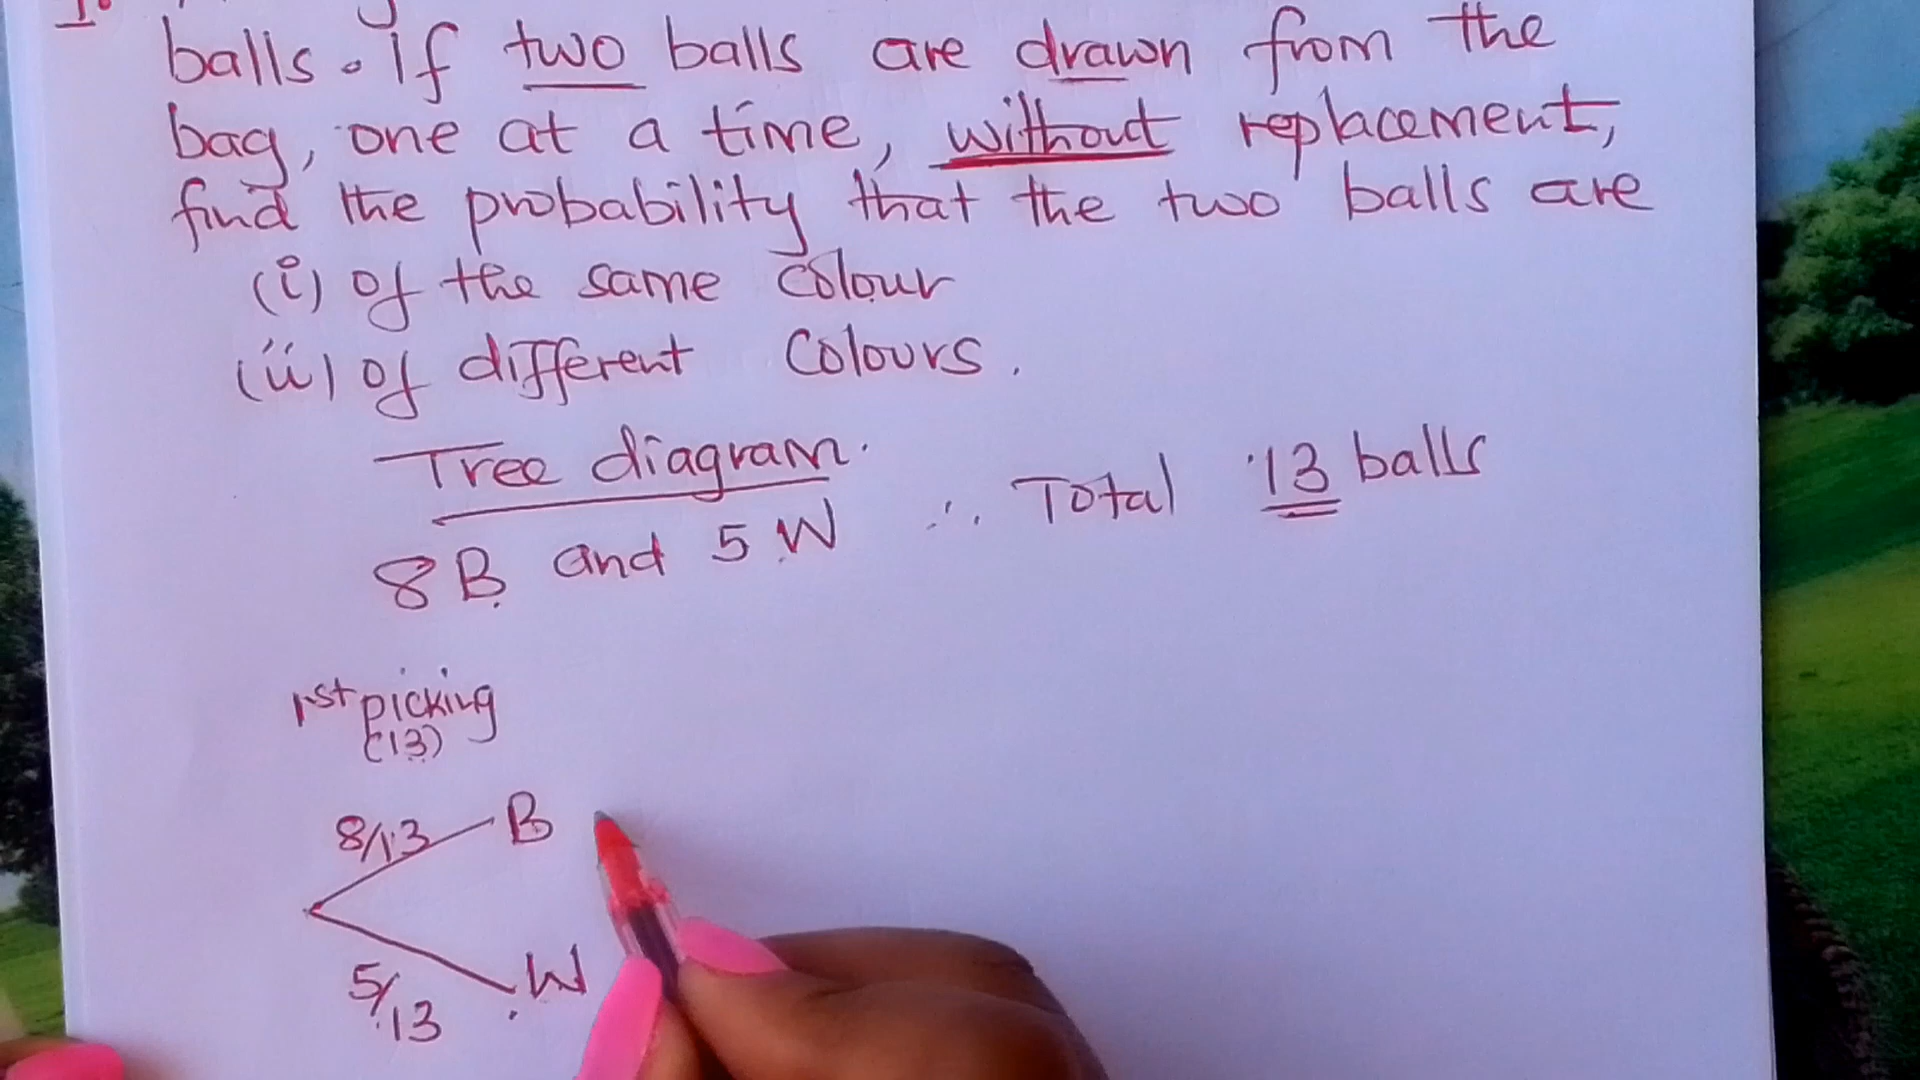 1.
balls. If two balls are drawn from the
bag, one at a time, without replacement,
find the probability that the two balls are
(i) of the same colour
(ii) of different colours.
Tree diagram.
8B and 5W ∴ Total 13 balls
1st picking
(13)
8/13 B
5/13 W